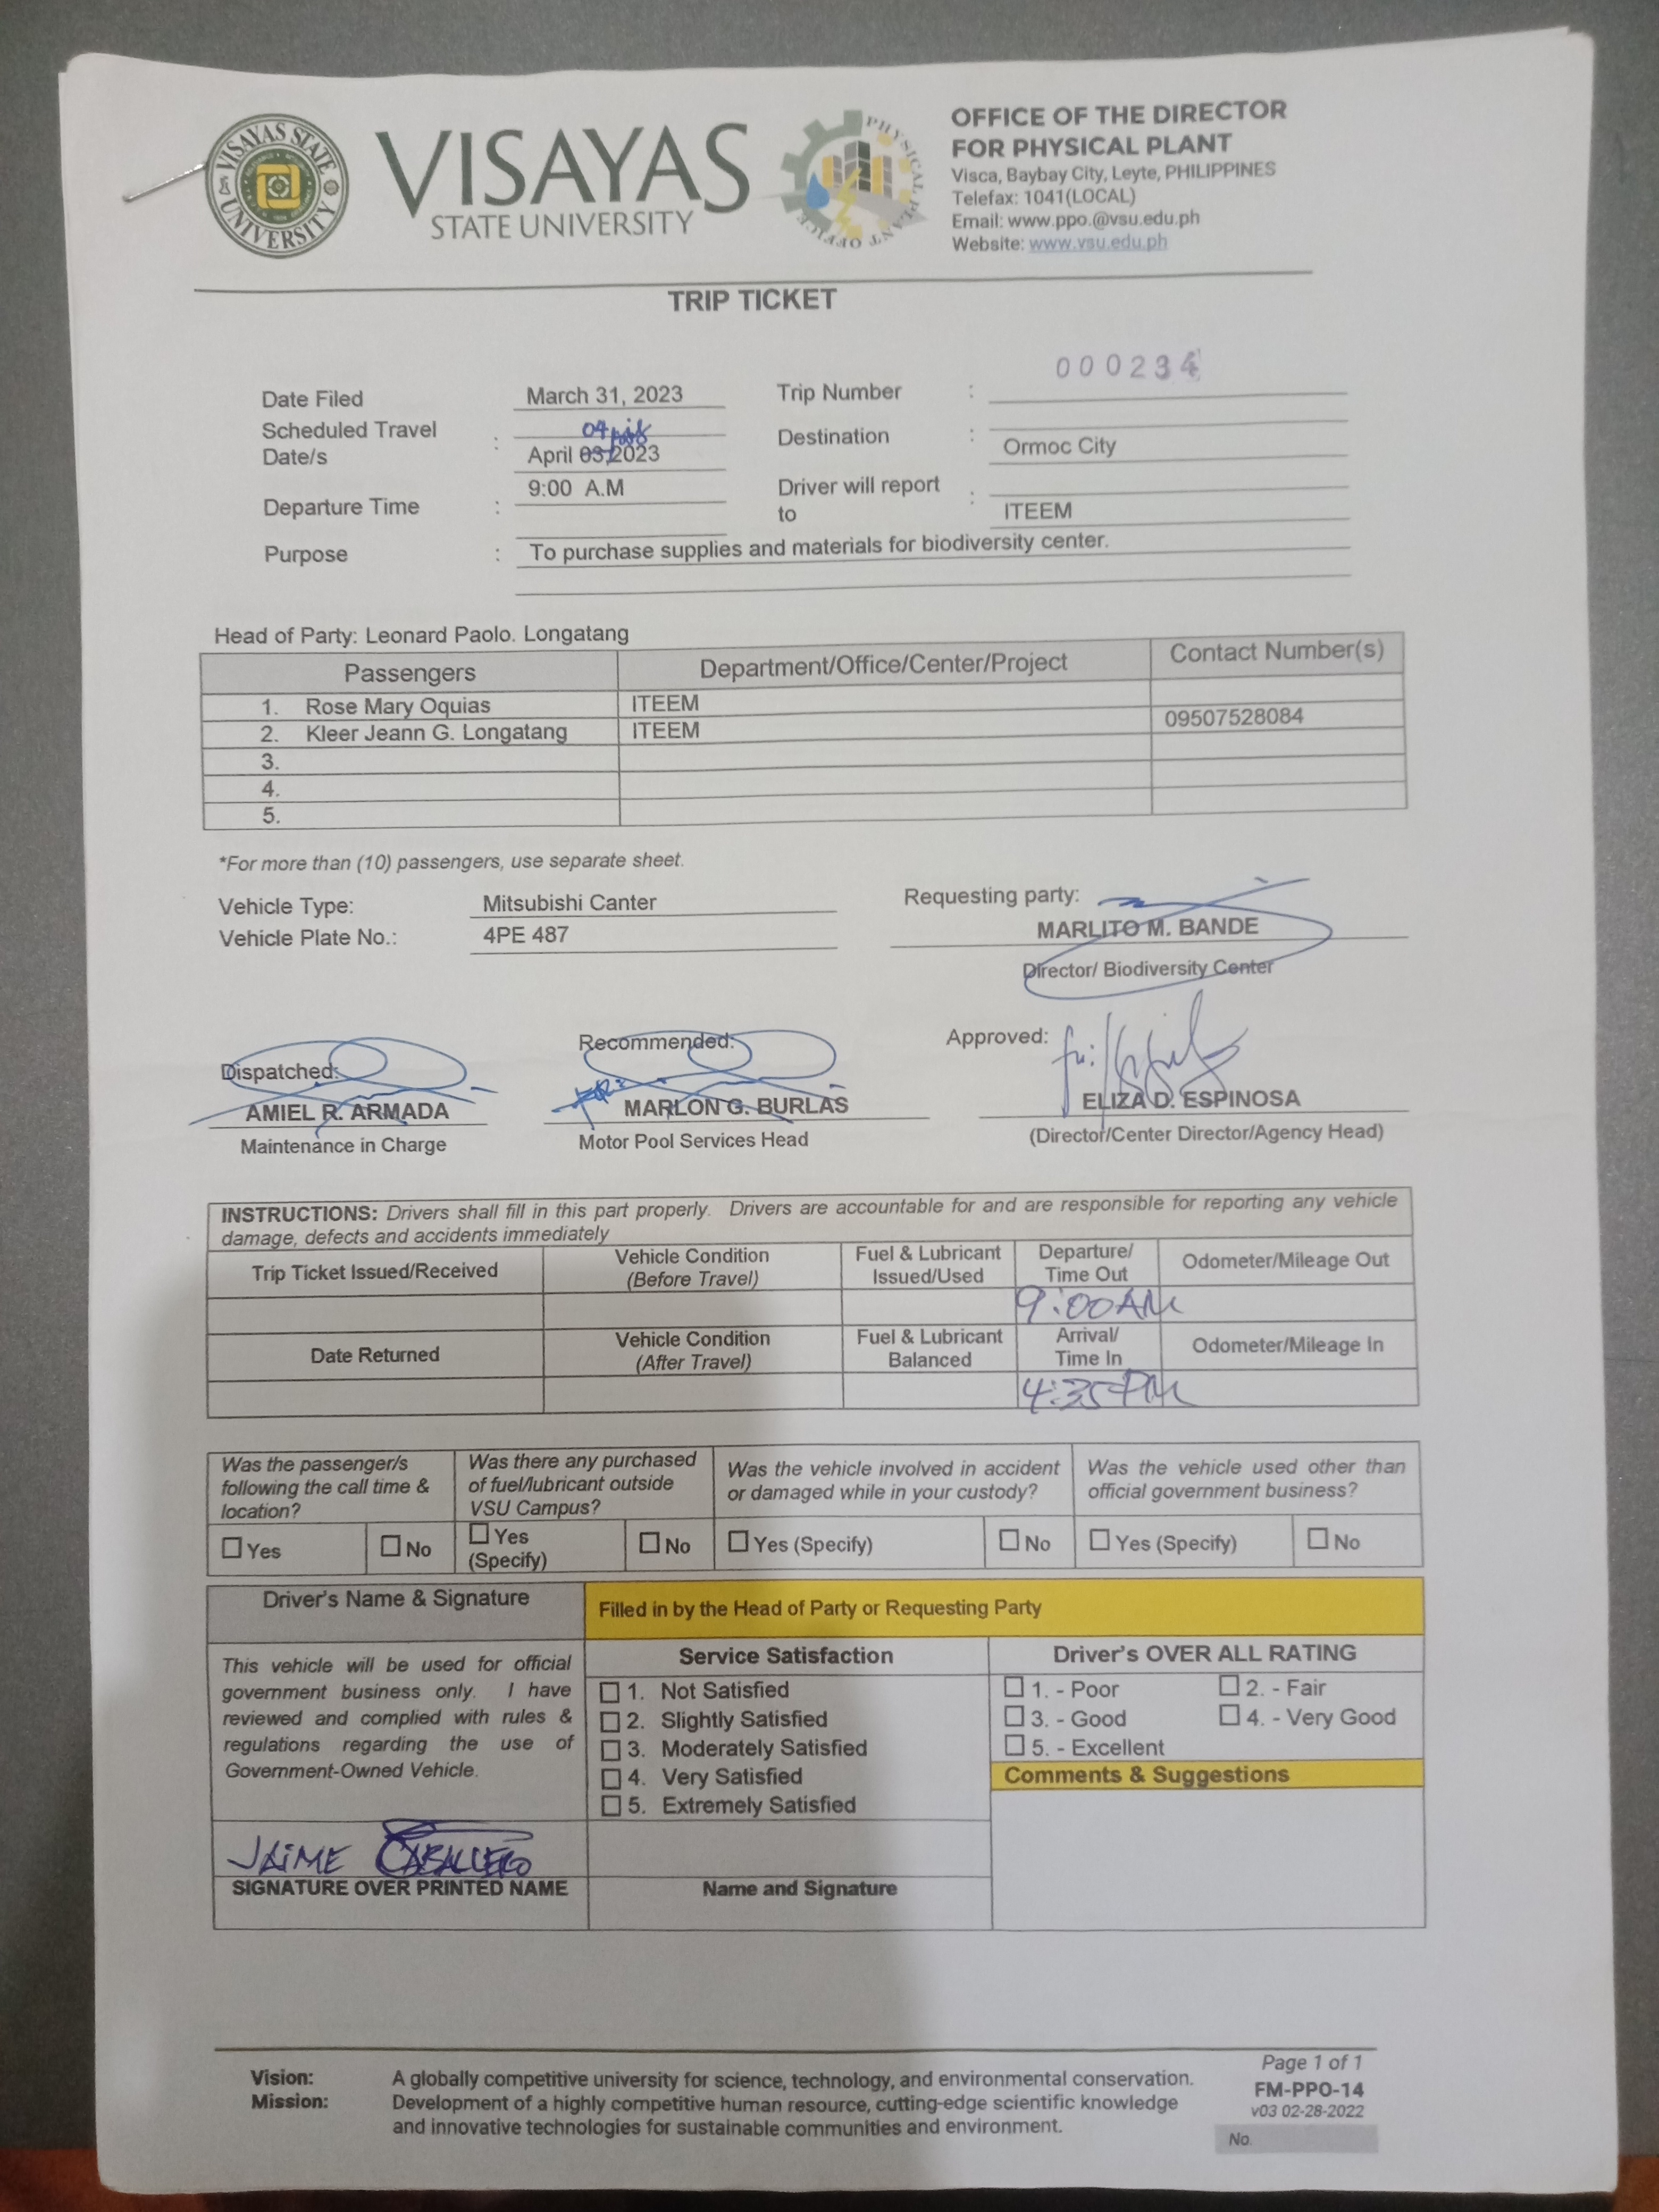 VISAYAS STATE UNIVERSITY
VISAYAS
STATE UNIVERSITY
PHYSICAL PLANT OFFICE
OFFICE OF THE DIRECTOR
FOR PHYSICAL PLANT
Visca, Baybay City, Leyte, PHILIPPINES
Telefax: 1041(LOCAL)
Email: www.ppo.@vsu.edu.ph
Website: www.vsu.edu.ph
TRIP TICKET
000234
Date Filed March 31, 2023 Trip Number :
04
Scheduled Travel Date/s : April 03,2023 Destination : Ormoc City
Departure Time : 9:00 A.M Driver will report to : ITEEM
Purpose : To purchase supplies and materials for biodiversity center.
Head of Party: Leonard Paolo. Longatang
Passengers Department/Office/Center/Project Contact Number(s)
1. Rose Mary Oquias ITEEM
2. Kleer Jeann G. Longatang ITEEM 09507528084
3.
4.
5.
*For more than (10) passengers, use separate sheet.
Vehicle Type: Mitsubishi Canter Requesting party:
Vehicle Plate No.: 4PE 487 MARLITO M. BANDE
Director/ Biodiversity Center
Dispatched: Recommended: Approved:
AMIEL R. ARMADA MARLON G. BURLAS ELIZA D. ESPINOSA
Maintenance in Charge Motor Pool Services Head (Director/Center Director/Agency Head)
INSTRUCTIONS: Drivers shall fill in this part properly. Drivers are accountable for and are responsible for reporting any vehicle
damage, defects and accidents immediately
Trip Ticket Issued/Received Vehicle Condition (Before Travel) Fuel & Lubricant Issued/Used Departure/ Time Out Odometer/Mileage Out
9:00AM
Date Returned Vehicle Condition (After Travel) Fuel & Lubricant Balanced Arrival/ Time In Odometer/Mileage In
4:35PM
Was the passenger/s following the call time & location? Was there any purchased of fuel/lubricant outside VSU Campus? Was the vehicle involved in accident or damaged while in your custody? Was the vehicle used other than official government business?
Yes No Yes (Specify) No Yes (Specify) No Yes (Specify) No
Driver's Name & Signature Filled in by the Head of Party or Requesting Party
This vehicle will be used for official
government business only. I have
reviewed and complied with rules &
regulations regarding the use of
Government-Owned Vehicle.
JAIME CABALLERO
SIGNATURE OVER PRINTED NAME
Service Satisfaction
1. Not Satisfied
2. Slightly Satisfied
3. Moderately Satisfied
4. Very Satisfied
5. Extremely Satisfied
Name and Signature
Driver's OVER ALL RATING
1. - Poor 2. - Fair
3. - Good 4. - Very Good
5. - Excellent
Comments & Suggestions
Vision: A globally competitive university for science, technology, and environmental conservation.
Mission: Development of a highly competitive human resource, cutting-edge scientific knowledge
and innovative technologies for sustainable communities and environment.
Page 1 of 1
FM-PPO-14
v03 02-28-2022
No.